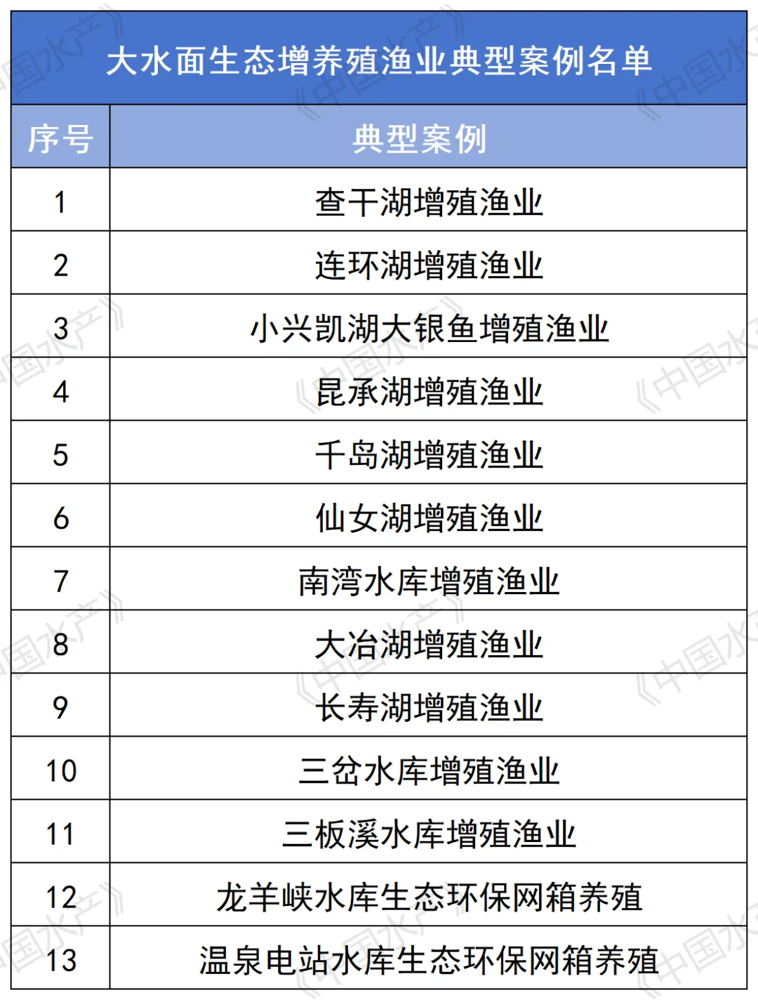 大水面生态增养殖渔业典型案例名单
序号 典型案例
1 查干湖增殖渔业
2 连环湖增殖渔业
3 小兴凯湖大银鱼增殖渔业
4 昆承湖增殖渔业
5 千岛湖增殖渔业
6 仙女湖增殖渔业
7 南湾水库增殖渔业
8 大冶湖增殖渔业
9 长寿湖增殖渔业
10 三岔水库增殖渔业
11 三板溪水库增殖渔业
12 龙羊峡水库生态环保网箱养殖
13 温泉电站水库生态环保网箱养殖
《中国水产》